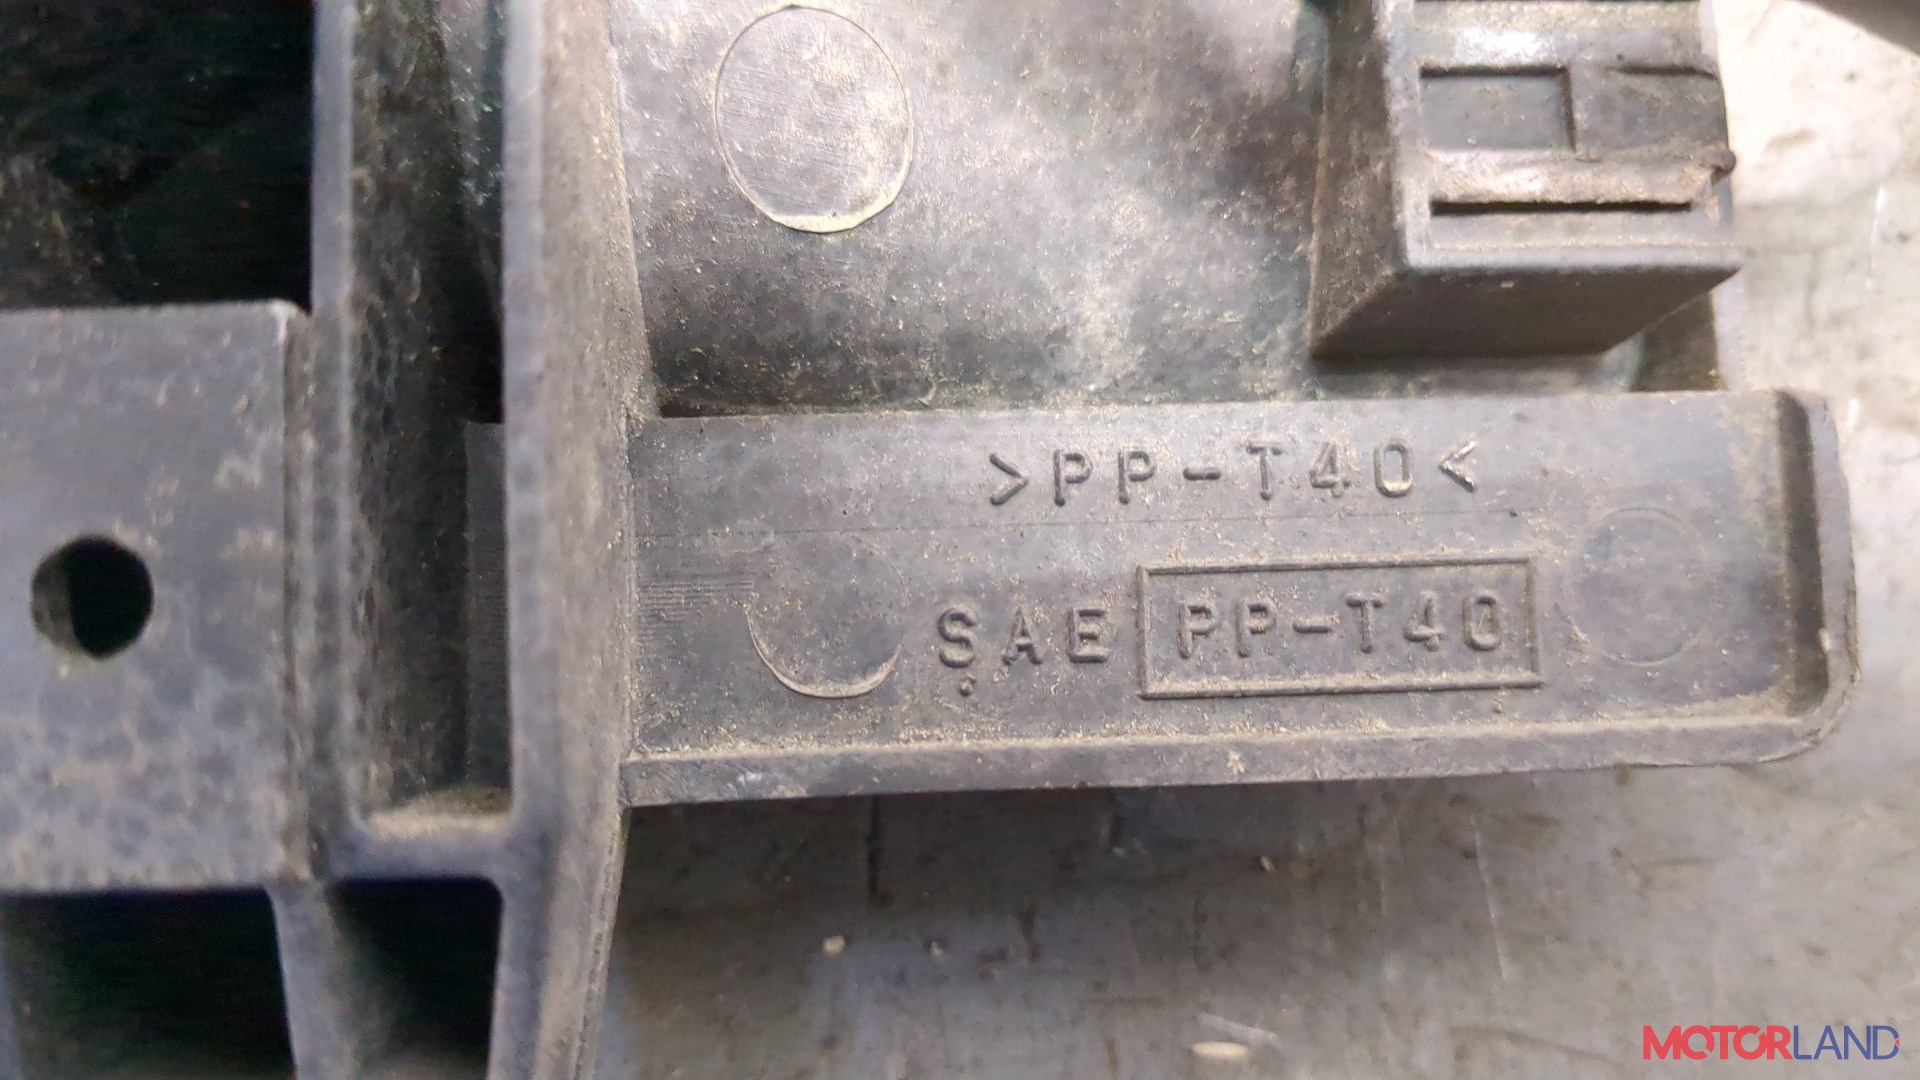 >PP-T40<
SAE PP-T40
MOTORLAND